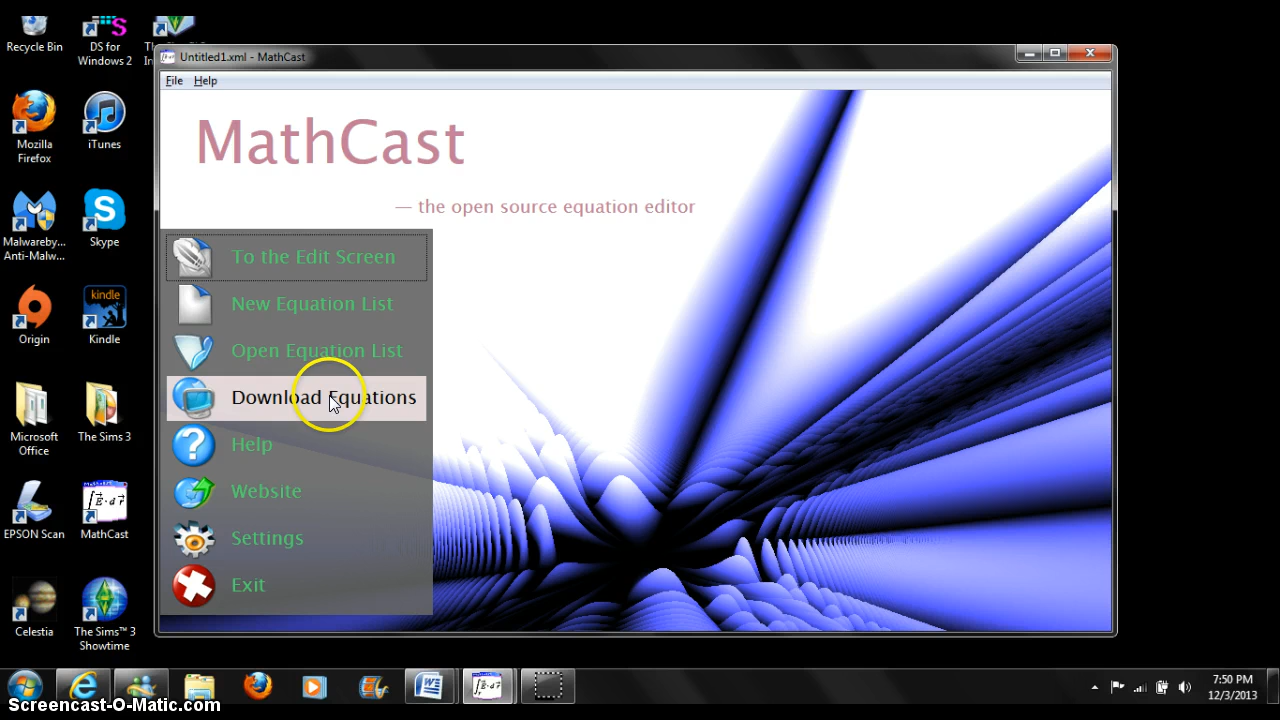 Recycle Bin
DS for
Windows 2
Mozilla
Firefox
iTunes
Malwareby...
Anti-Malw...
Skype
Origin
kindle
Kindle
Microsoft
Office
The Sims 3
EPSON Scan
MathCast
Celestia
The Sims™ 3
Showtime
Untitled1.xml - MathCast
File Help
MathCast
— the open source equation editor
To the Edit Screen
New Equation List
Open Equation List
Download Equations
Help
Website
Settings
Exit
7:50 PM
12/3/2013
Screencast-O-Matic.com